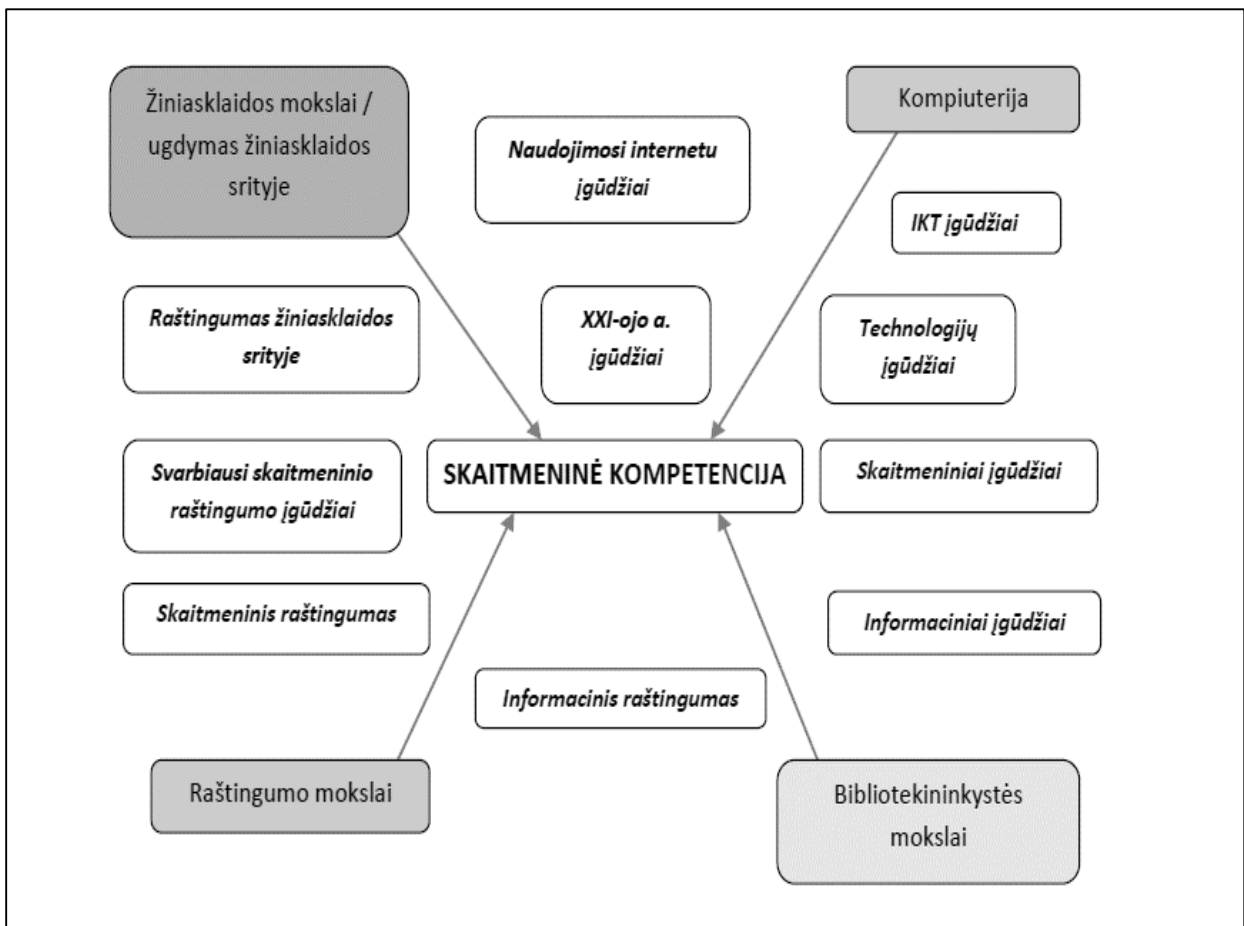 Žiniasklaidos mokslai /
ugdymas žiniasklaidos
srityje
Kompiuterija
Naudojimosi internetu
įgūdžiai
IKT įgūdžiai
Raštingumas žiniasklaidos
srityje
XXI-ojo a.
įgūdžiai
Technologijų
įgūdžiai
Svarbiausi skaitmeninio
raštingumo įgūdžiai
SKAITMENINĖ KOMPETENCIJA
Skaitmeniniai įgūdžiai
Skaitmeninis raštingumas
Informaciniai įgūdžiai
Informacinis raštingumas
Raštingumo mokslai
Bibliotekininkystės
mokslai